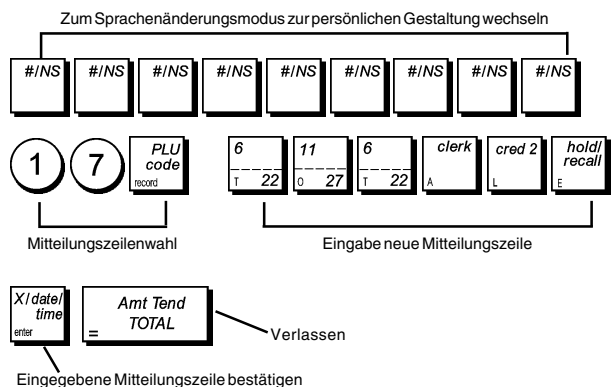 Zum Sprachenänderungsmodus zur persönlichen Gestaltung wechseln
#/NS #/NS #/NS #/NS #/NS #/NS #/NS #/NS #/NS
1 7 PLU code record 6 T 22 11 O 27 6 T 22 clerk A cred 2 L hold/ recall E
Mitteilungszeilenwahl Eingabe neue Mitteilungszeile
X/date/ time enter Amt Tend TOTAL =
Verlassen
Eingegebene Mitteilungszeile bestätigen